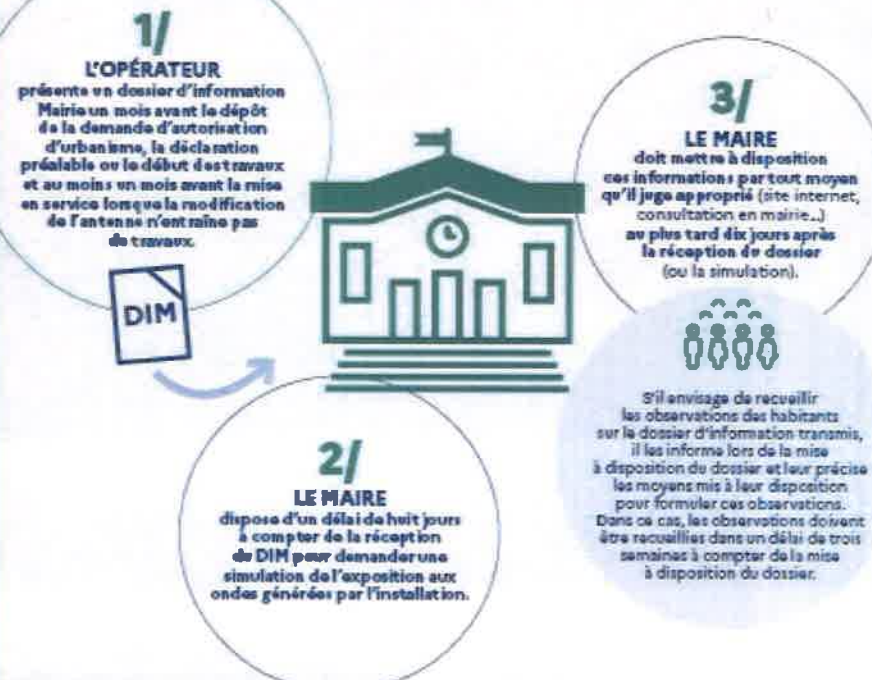 1/
L'OPÉRATEUR
présente un dossier d'information
Mairie un mois avant le dépôt
de la demande d'autorisation
d'urbanisme, la déclaration
préalable ou le début des travaux
et au moins un mois avant la mise
en service lorsque la modification
de l'antenne n'entraîne pas
de travaux.
DIM
2/
LE MAIRE
dispose d'un délai de huit jours
à compter de la réception
du DIM pour demander une
simulation de l'exposition aux
ondes générées par l'installation.
3/
LE MAIRE
doit mettre à disposition
ces informations par tout moyen
qu'il juge approprié (site internet,
consultation en mairie...)
au plus tard dix jours après
la réception du dossier
(ou la simulation).
S'il envisage de recueillir
les observations des habitants
sur le dossier d'information transmis,
il les informe lors de la mise
à disposition du dossier et leur précise
les moyens mis à leur disposition
pour formuler ces observations.
Dans ce cas, les observations doivent
être recueillies dans un délai de trois
semaines à compter de la mise
à disposition du dossier.